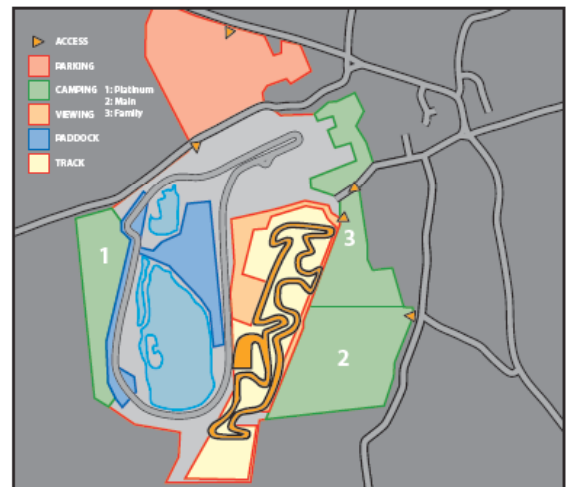 ACCESS
PARKING
CAMPING 1: Platinum
2: Main
VIEWING 3: Family
PADDOCK
TRACK
1
3
2